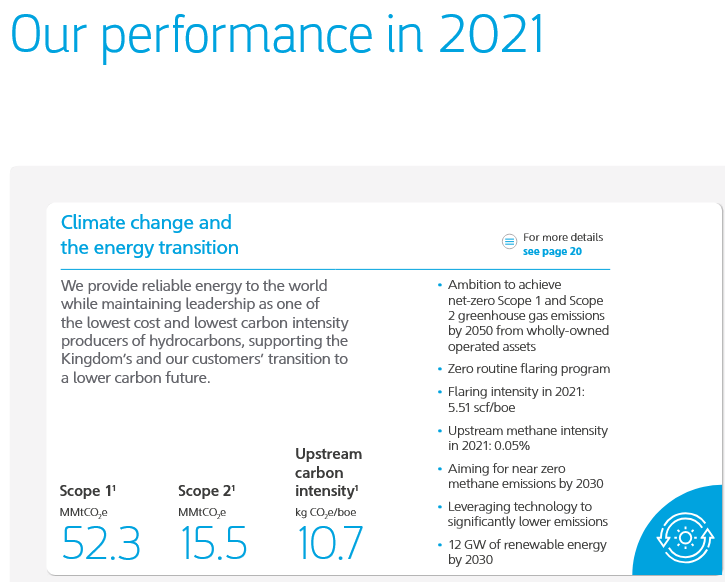 Our performance in 2021
Climate change and
the energy transition
For more details
see page 20
We provide reliable energy to the world
while maintaining leadership as one of
the lowest cost and lowest carbon intensity
producers of hydrocarbons, supporting the
Kingdom's and our customers' transition to
a lower carbon future.
Scope 1¹
MMtCO₂e
52.3
Scope 2¹
MMtCO₂e
15.5
Upstream
carbon
intensity¹
kg CO₂e/boe
10.7
• Ambition to achieve
net-zero Scope 1 and Scope
2 greenhouse gas emissions
by 2050 from wholly-owned
operated assets
• Zero routine flaring program
• Flaring intensity in 2021:
5.51 scf/boe
• Upstream methane intensity
in 2021: 0.05%
• Aiming for near zero
methane emissions by 2030
• Leveraging technology to
significantly lower emissions
• 12 GW of renewable energy
by 2030